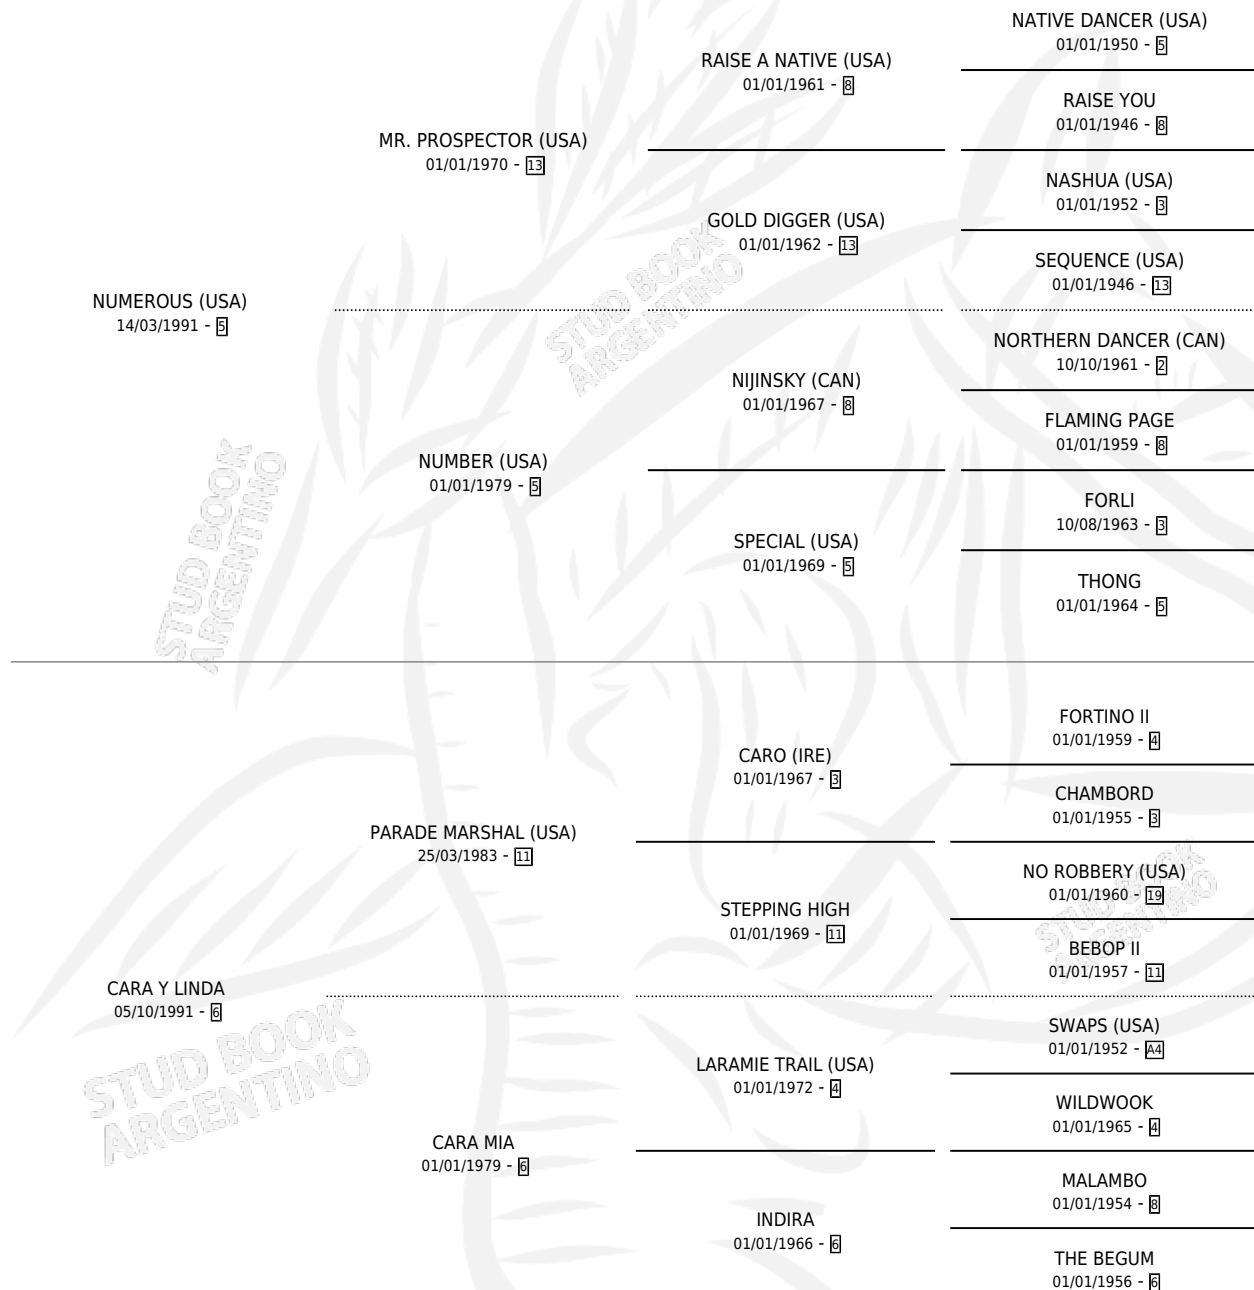 NATIVE DANCER (USA)
01/01/1950 - 5
RAISE A NATIVE (USA)
01/01/1961 - 8
RAISE YOU
01/01/1946 - 8
MR. PROSPECTOR (USA)
01/01/1970 - 13
NASHUA (USA)
01/01/1952 - 3
GOLD DIGGER (USA)
01/01/1962 - 13
SEQUENCE (USA)
01/01/1946 - 13
NUMEROUS (USA)
14/03/1991 - 5
NORTHERN DANCER (CAN)
10/10/1961 - 2
NIJINSKY (CAN)
01/01/1967 - 8
FLAMING PAGE
01/01/1959 - 8
NUMBER (USA)
01/01/1979 - 5
FORLI
10/08/1963 - 3
SPECIAL (USA)
01/01/1969 - 5
THONG
01/01/1964 - 5
FORTINO II
01/01/1959 - 4
CARO (IRE)
01/01/1967 - 3
CHAMBORD
01/01/1955 - 3
PARADE MARSHAL (USA)
25/03/1983 - 11
NO ROBBERY (USA)
01/01/1960 - 19
STEPPING HIGH
01/01/1969 - 11
BEBOP II
01/01/1957 - 11
CARA Y LINDA
05/10/1991 - 6
SWAPS (USA)
01/01/1952 - A4
LARAMIE TRAIL (USA)
01/01/1972 - 4
WILDWOOK
01/01/1965 - 4
CARA MIA
01/01/1979 - 6
MALAMBO
01/01/1954 - 8
INDIRA
01/01/1966 - 6
THE BEGUM
01/01/1956 - 6
STUD BOOK
ARGENTINO
STUD BOOK
ARGENTINO
STUD BOOK
ARGENTINO
STUD BOOK
ARGENTINO